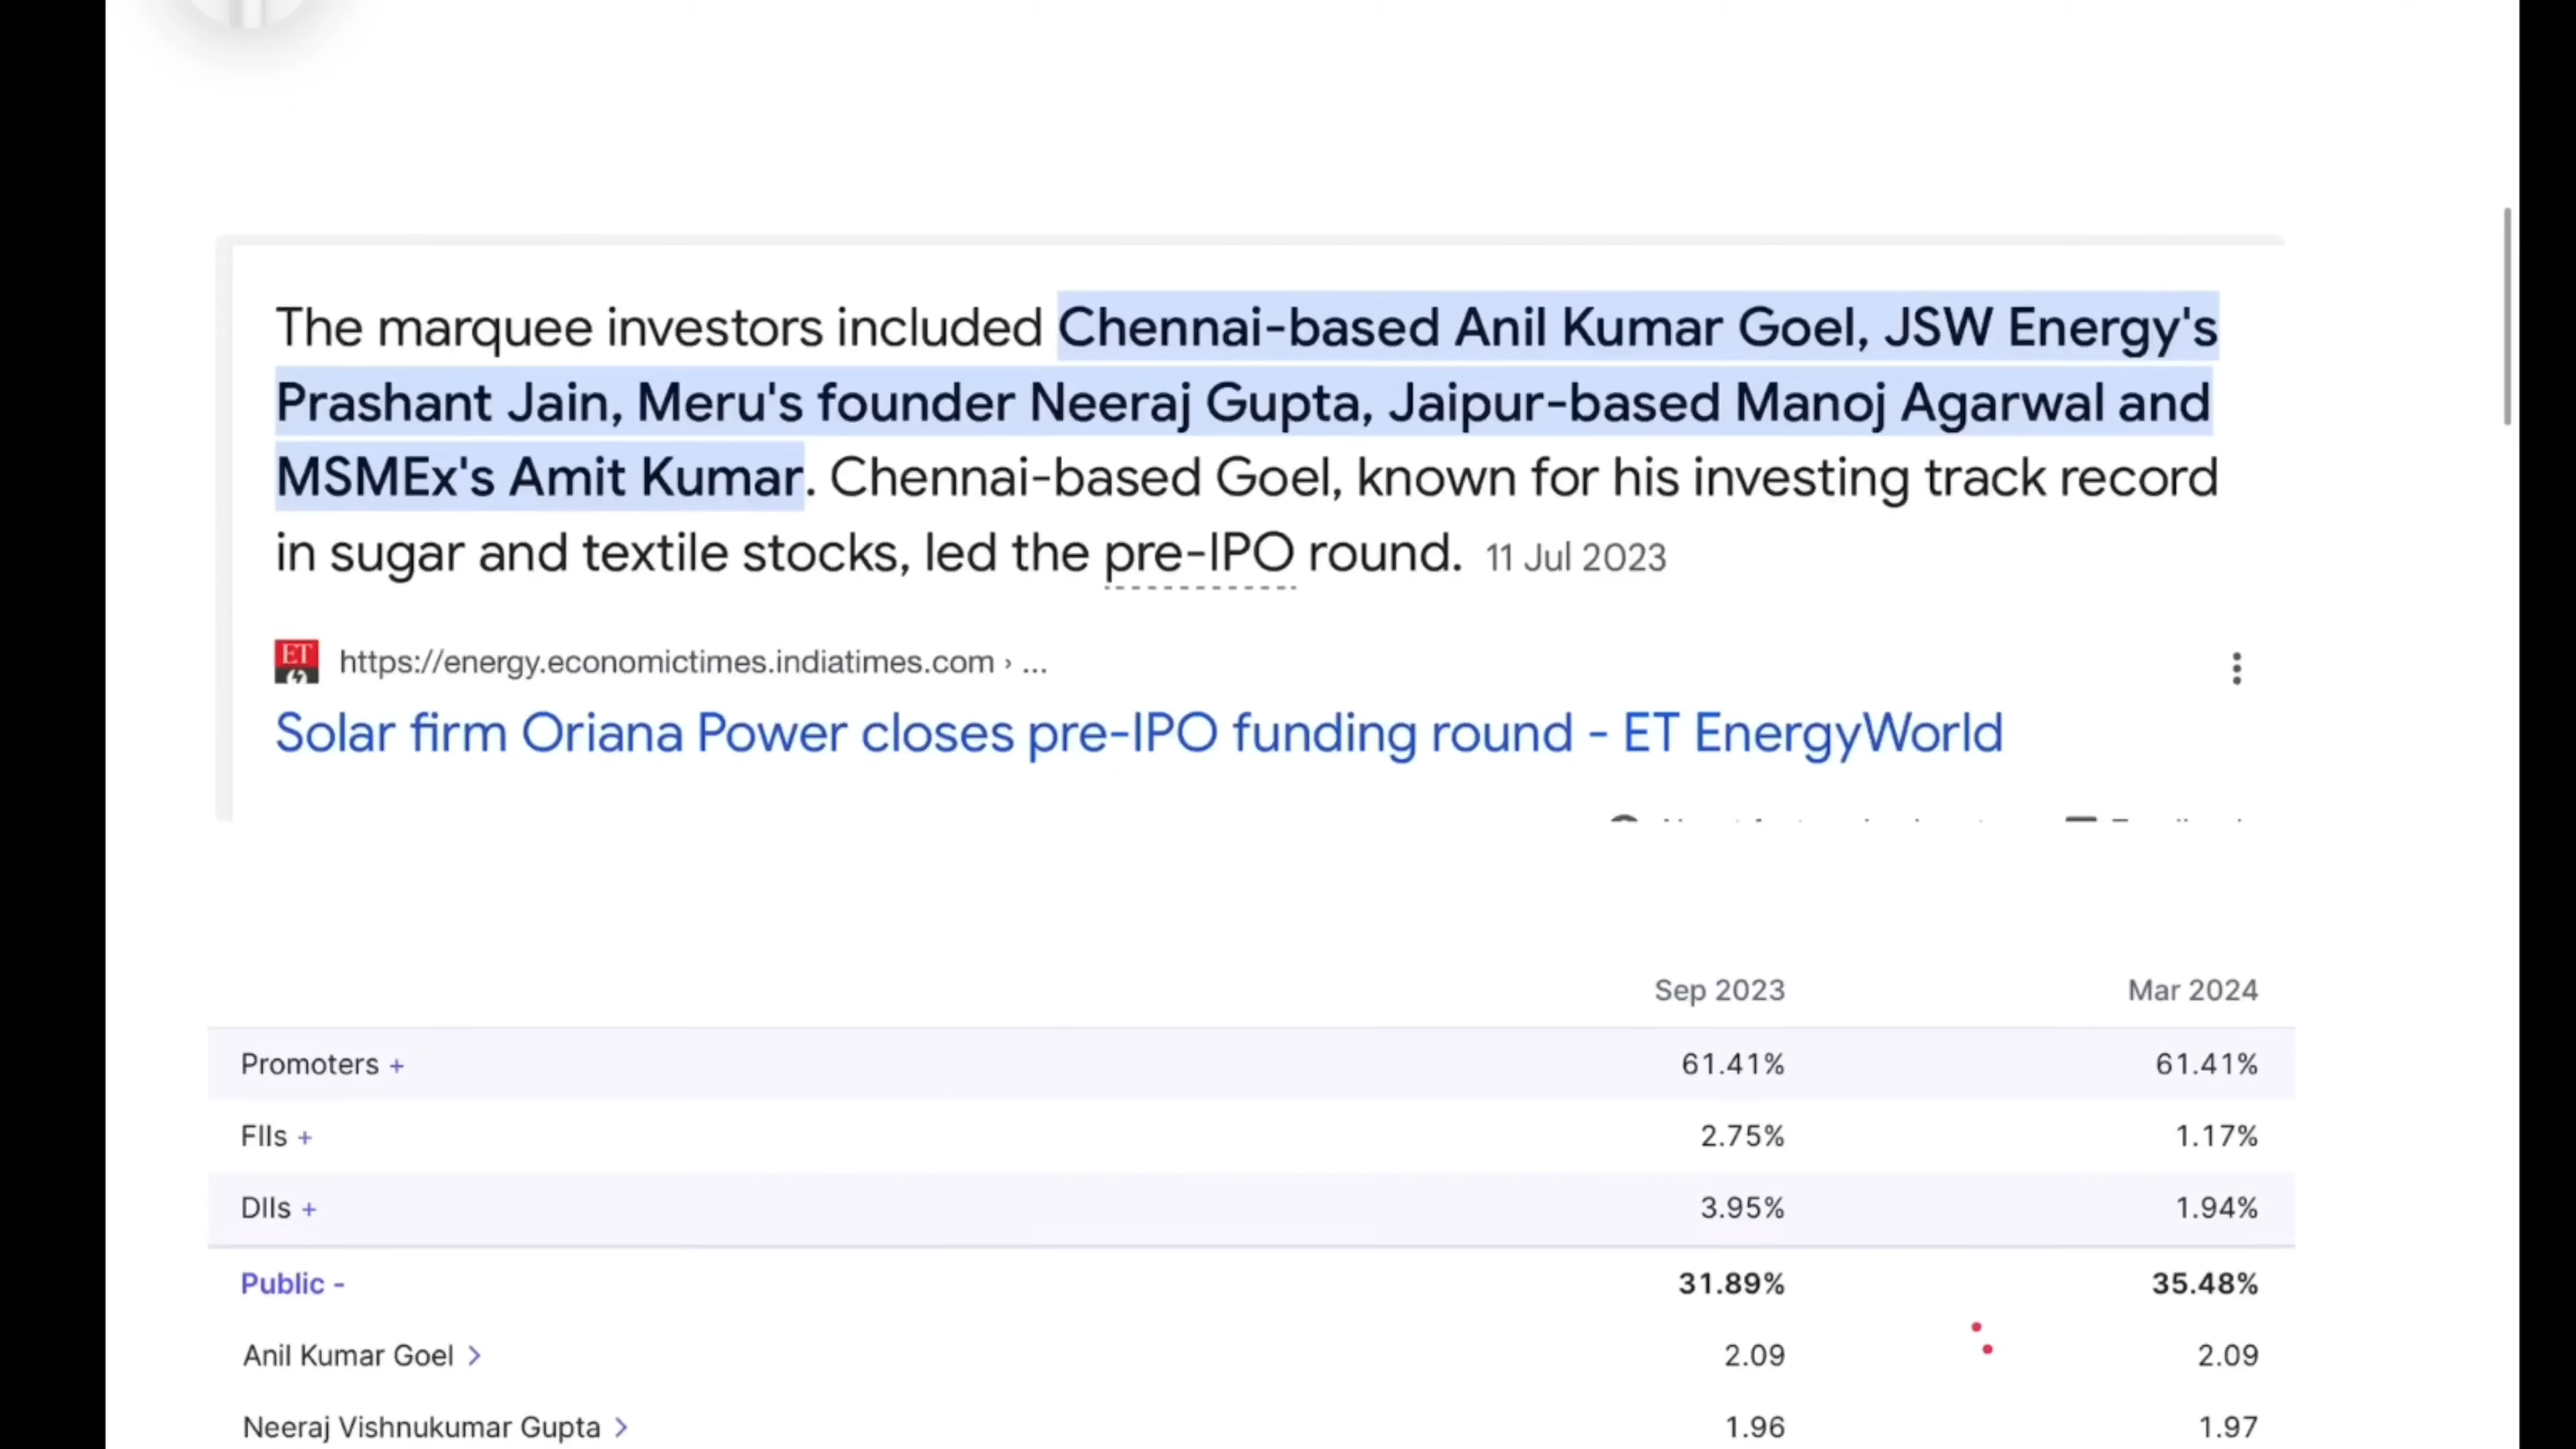 The marquee investors included Chennai-based Anil Kumar Goel, JSW Energy's
Prashant Jain, Meru's founder Neeraj Gupta, Jaipur-based Manoj Agarwal and
MSMEx's Amit Kumar. Chennai-based Goel, known for his investing track record
in sugar and textile stocks, led the pre-IPO round. 11 Jul 2023
ET https://energy.economictimes.indiatimes.com › ...
Solar firm Oriana Power closes pre-IPO funding round - ET EnergyWorld
Sep 2023 Mar 2024
Promoters + 61.41% 61.41%
FIIs + 2.75% 1.17%
DIIs + 3.95% 1.94%
Public - 31.89% 35.48%
Anil Kumar Goel > 2.09 2.09
Neeraj Vishnukumar Gupta > 1.96 1.97